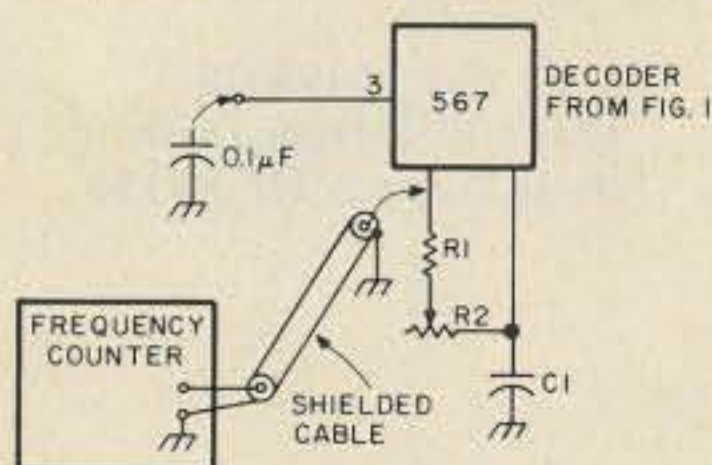 3
567
DECODER
FROM FIG. 1
0.1µF
R1
R2
C1
FREQUENCY
COUNTER
SHIELDED
CABLE